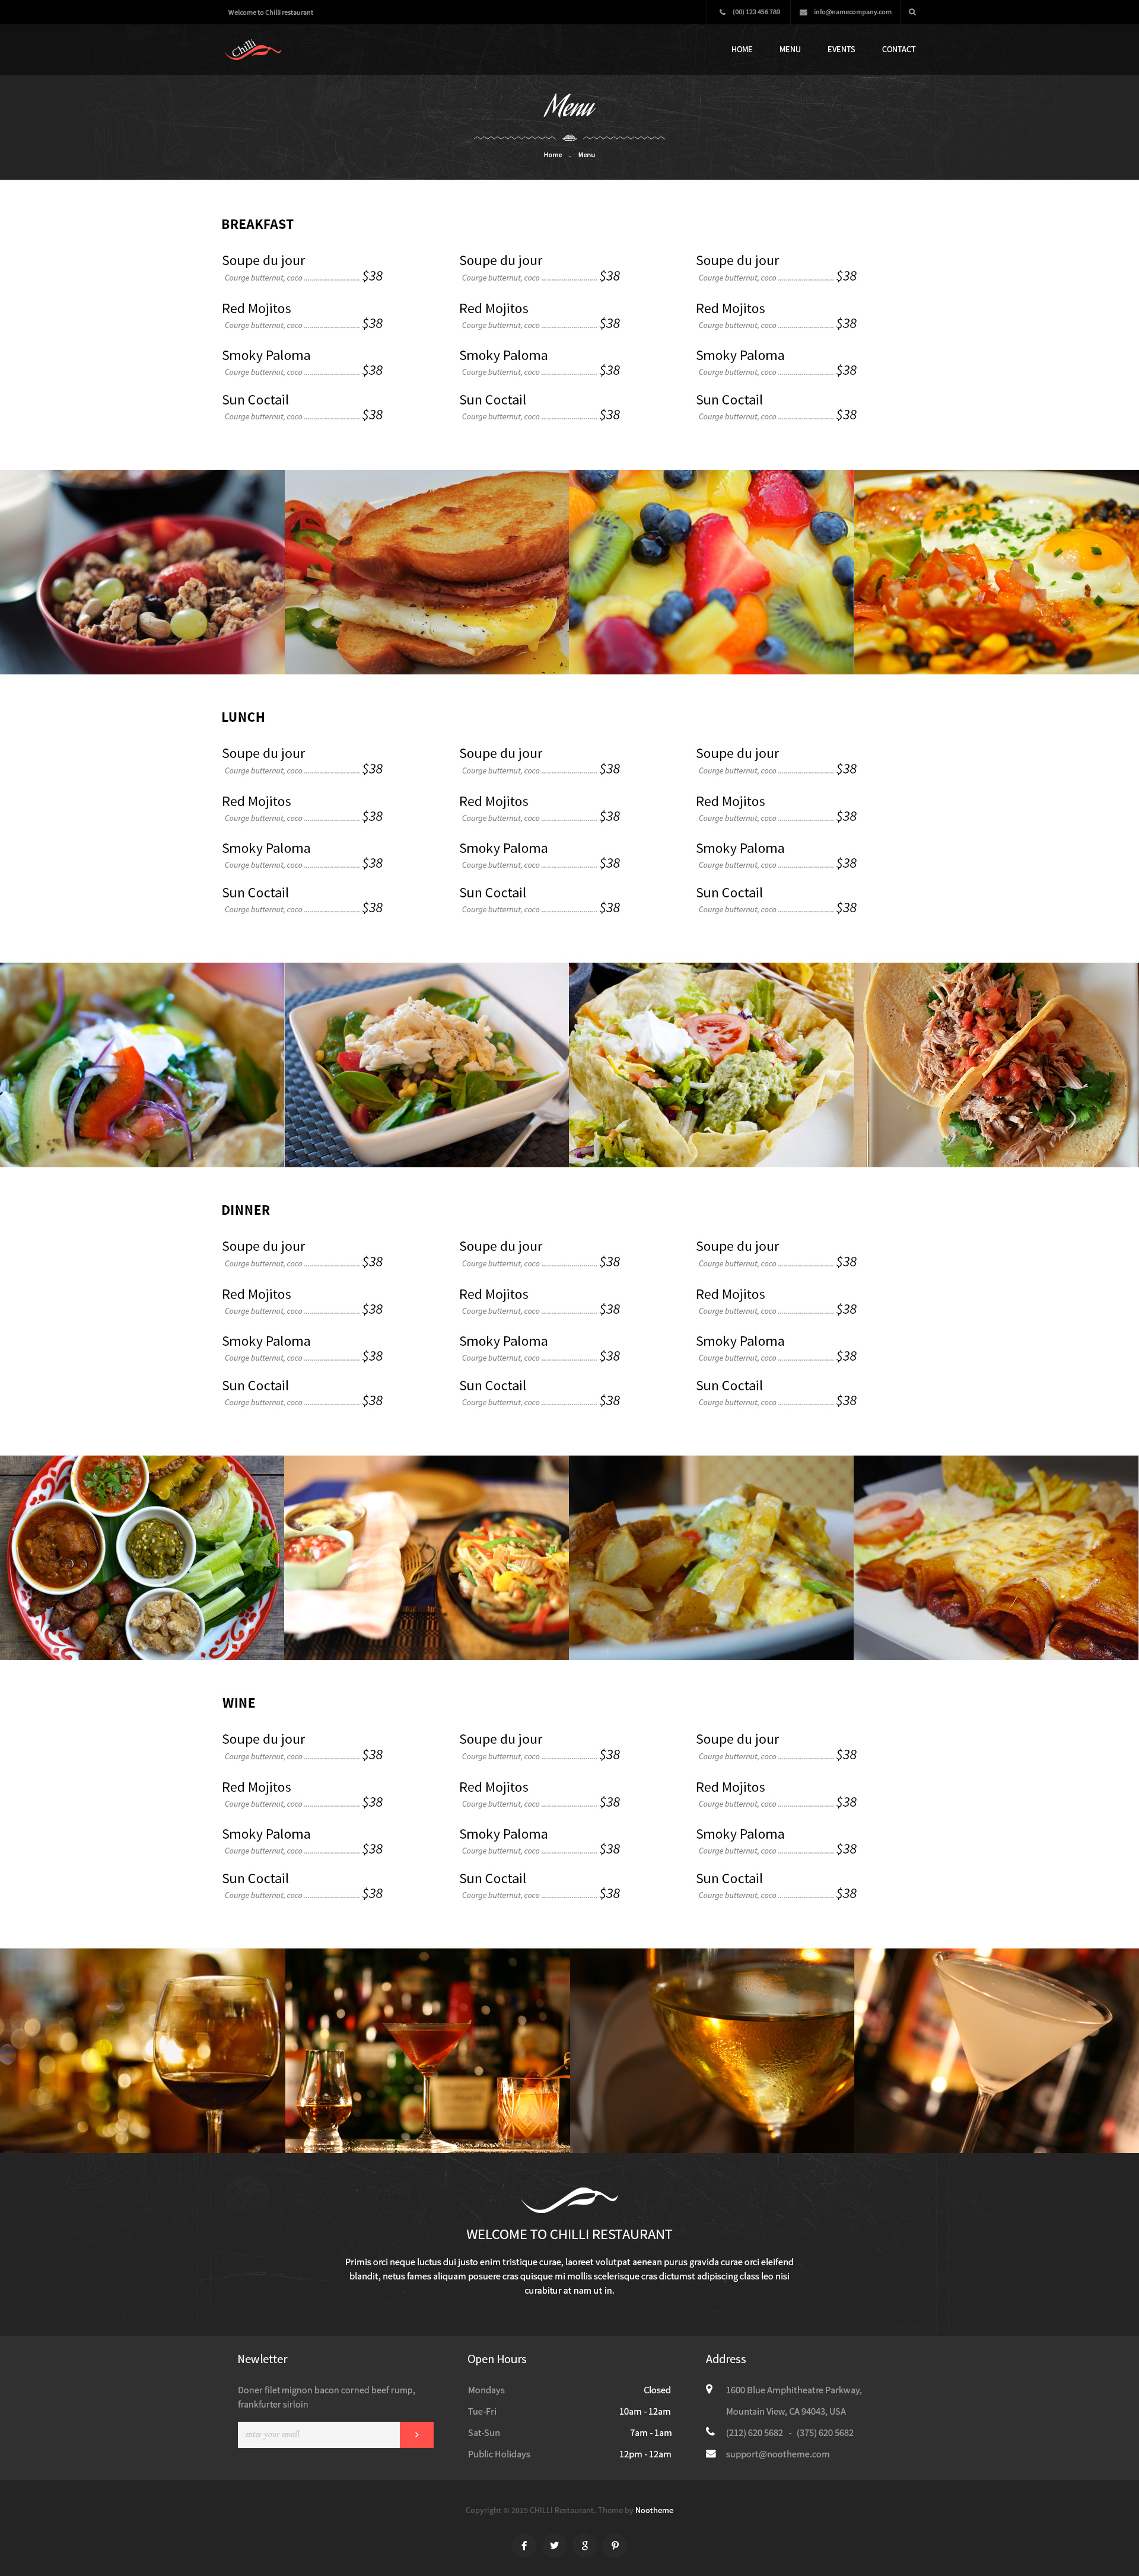 Welcome to Chilli restaurant
(00) 123 456 789
info@namecompany.com
Chilli
HOME MENU EVENTS CONTACT
Menu
Home . Menu
BREAKFAST
Soupe du jour Soupe du jour Soupe du jour
Courge butternut, coco ............................ $38 Courge butternut, coco ............................ $38 Courge butternut, coco ............................ $38
Red Mojitos Red Mojitos Red Mojitos
Courge butternut, coco ............................ $38 Courge butternut, coco ............................ $38 Courge butternut, coco ............................ $38
Smoky Paloma Smoky Paloma Smoky Paloma
Courge butternut, coco ............................ $38 Courge butternut, coco ............................ $38 Courge butternut, coco ............................ $38
Sun Coctail Sun Coctail Sun Coctail
Courge butternut, coco ............................ $38 Courge butternut, coco ............................ $38 Courge butternut, coco ............................ $38
LUNCH
Soupe du jour Soupe du jour Soupe du jour
Courge butternut, coco ............................ $38 Courge butternut, coco ............................ $38 Courge butternut, coco ............................ $38
Red Mojitos Red Mojitos Red Mojitos
Courge butternut, coco ............................ $38 Courge butternut, coco ............................ $38 Courge butternut, coco ............................ $38
Smoky Paloma Smoky Paloma Smoky Paloma
Courge butternut, coco ............................ $38 Courge butternut, coco ............................ $38 Courge butternut, coco ............................ $38
Sun Coctail Sun Coctail Sun Coctail
Courge butternut, coco ............................ $38 Courge butternut, coco ............................ $38 Courge butternut, coco ............................ $38
DINNER
Soupe du jour Soupe du jour Soupe du jour
Courge butternut, coco ............................ $38 Courge butternut, coco ............................ $38 Courge butternut, coco ............................ $38
Red Mojitos Red Mojitos Red Mojitos
Courge butternut, coco ............................ $38 Courge butternut, coco ............................ $38 Courge butternut, coco ............................ $38
Smoky Paloma Smoky Paloma Smoky Paloma
Courge butternut, coco ............................ $38 Courge butternut, coco ............................ $38 Courge butternut, coco ............................ $38
Sun Coctail Sun Coctail Sun Coctail
Courge butternut, coco ............................ $38 Courge butternut, coco ............................ $38 Courge butternut, coco ............................ $38
WINE
Soupe du jour Soupe du jour Soupe du jour
Courge butternut, coco ............................ $38 Courge butternut, coco ............................ $38 Courge butternut, coco ............................ $38
Red Mojitos Red Mojitos Red Mojitos
Courge butternut, coco ............................ $38 Courge butternut, coco ............................ $38 Courge butternut, coco ............................ $38
Smoky Paloma Smoky Paloma Smoky Paloma
Courge butternut, coco ............................ $38 Courge butternut, coco ............................ $38 Courge butternut, coco ............................ $38
Sun Coctail Sun Coctail Sun Coctail
Courge butternut, coco ............................ $38 Courge butternut, coco ............................ $38 Courge butternut, coco ............................ $38
WELCOME TO CHILLI RESTAURANT
Primis orci neque luctus dui justo enim tristique curae, laoreet volutpat aenean purus gravida curae orci eleifend
blandit, netus fames aliquam posuere cras quisque mi mollis scelerisque cras dictumst adipiscing class leo nisi
curabitur at nam ut in.
Newletter
Doner filet mignon bacon corned beef rump,
frankfurter sirloin
enter your email
Open Hours
Mondays Closed
Tue-Fri 10am - 12am
Sat-Sun 7am - 1am
Public Holidays 12pm - 12am
Address
1600 Blue Amphitheatre Parkway,
Mountain View, CA 94043, USA
(212) 620 5682 - (375) 620 5682
support@nootheme.com
Copyright © 2015 CHILLI Restaurant. Theme by Nootheme